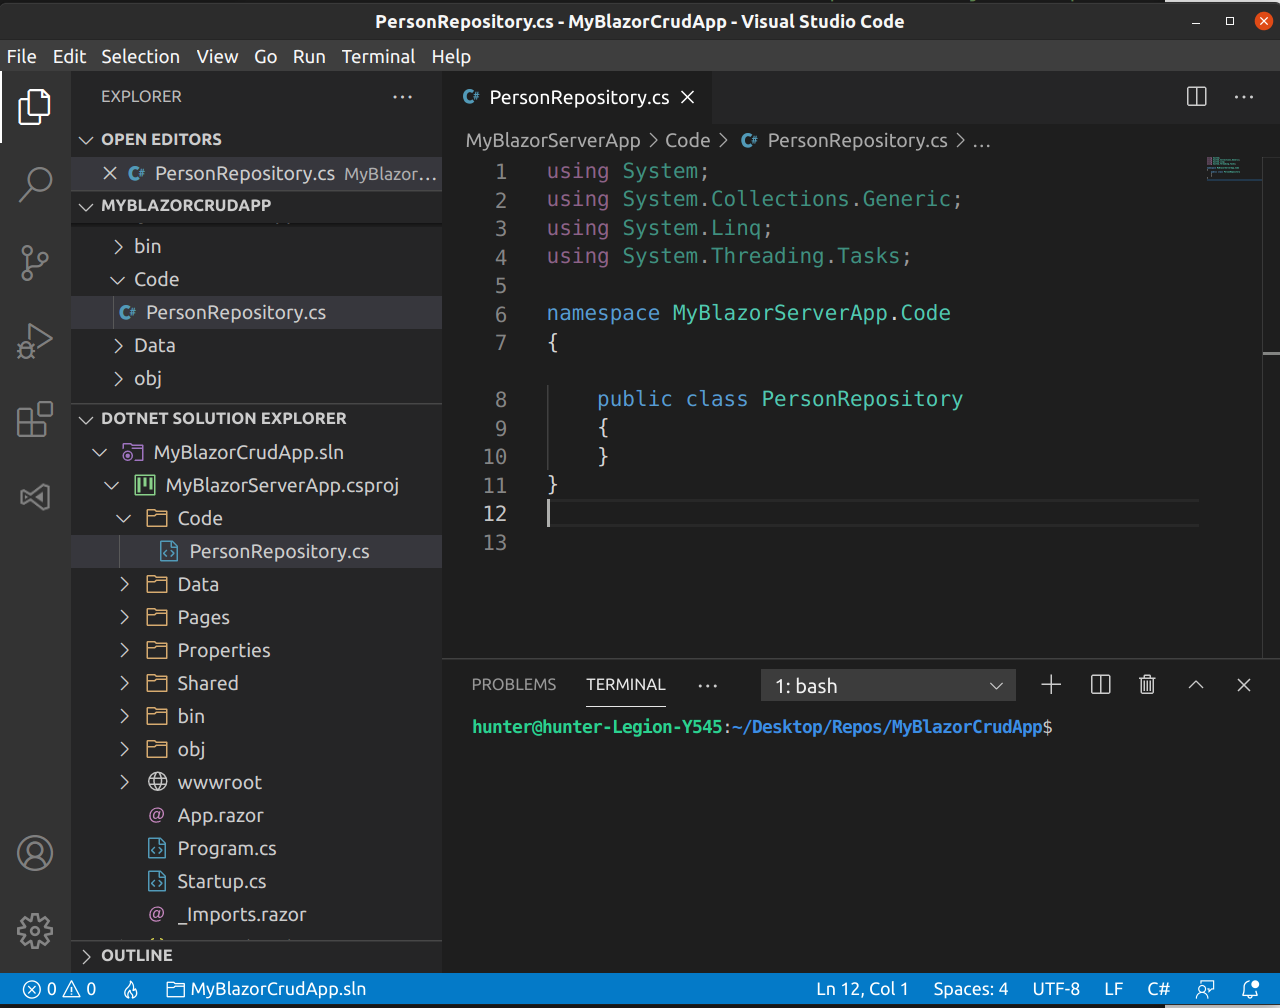 PersonRepository.cs - MyBlazorCrudApp - Visual Studio Code
File Edit Selection View Go Run Terminal Help
EXPLORER
OPEN EDITORS
PersonRepository.cs MyBlazor...
MYBLAZORCRUDAPP
bin
Code
PersonRepository.cs
Data
obj
DOTNET SOLUTION EXPLORER
MyBlazorCrudApp.sln
MyBlazorServerApp.csproj
Code
PersonRepository.cs
Data
Pages
Properties
Shared
bin
obj
wwwroot
App.razor
Program.cs
Startup.cs
_Imports.razor
OUTLINE
PersonRepository.cs
MyBlazorServerApp > Code > PersonRepository.cs > ...
1 using System;
2 using System.Collections.Generic;
3 using System.Linq;
4 using System.Threading.Tasks;
5
6 namespace MyBlazorServerApp.Code
7 {
8 public class PersonRepository
9 {
10 }
11 }
12
13
PROBLEMS TERMINAL ... 1: bash
hunter@hunter-Legion-Y545:~/Desktop/Repos/MyBlazorCrudApp$
0 0 MyBlazorCrudApp.sln Ln 12, Col 1 Spaces: 4 UTF-8 LF C#